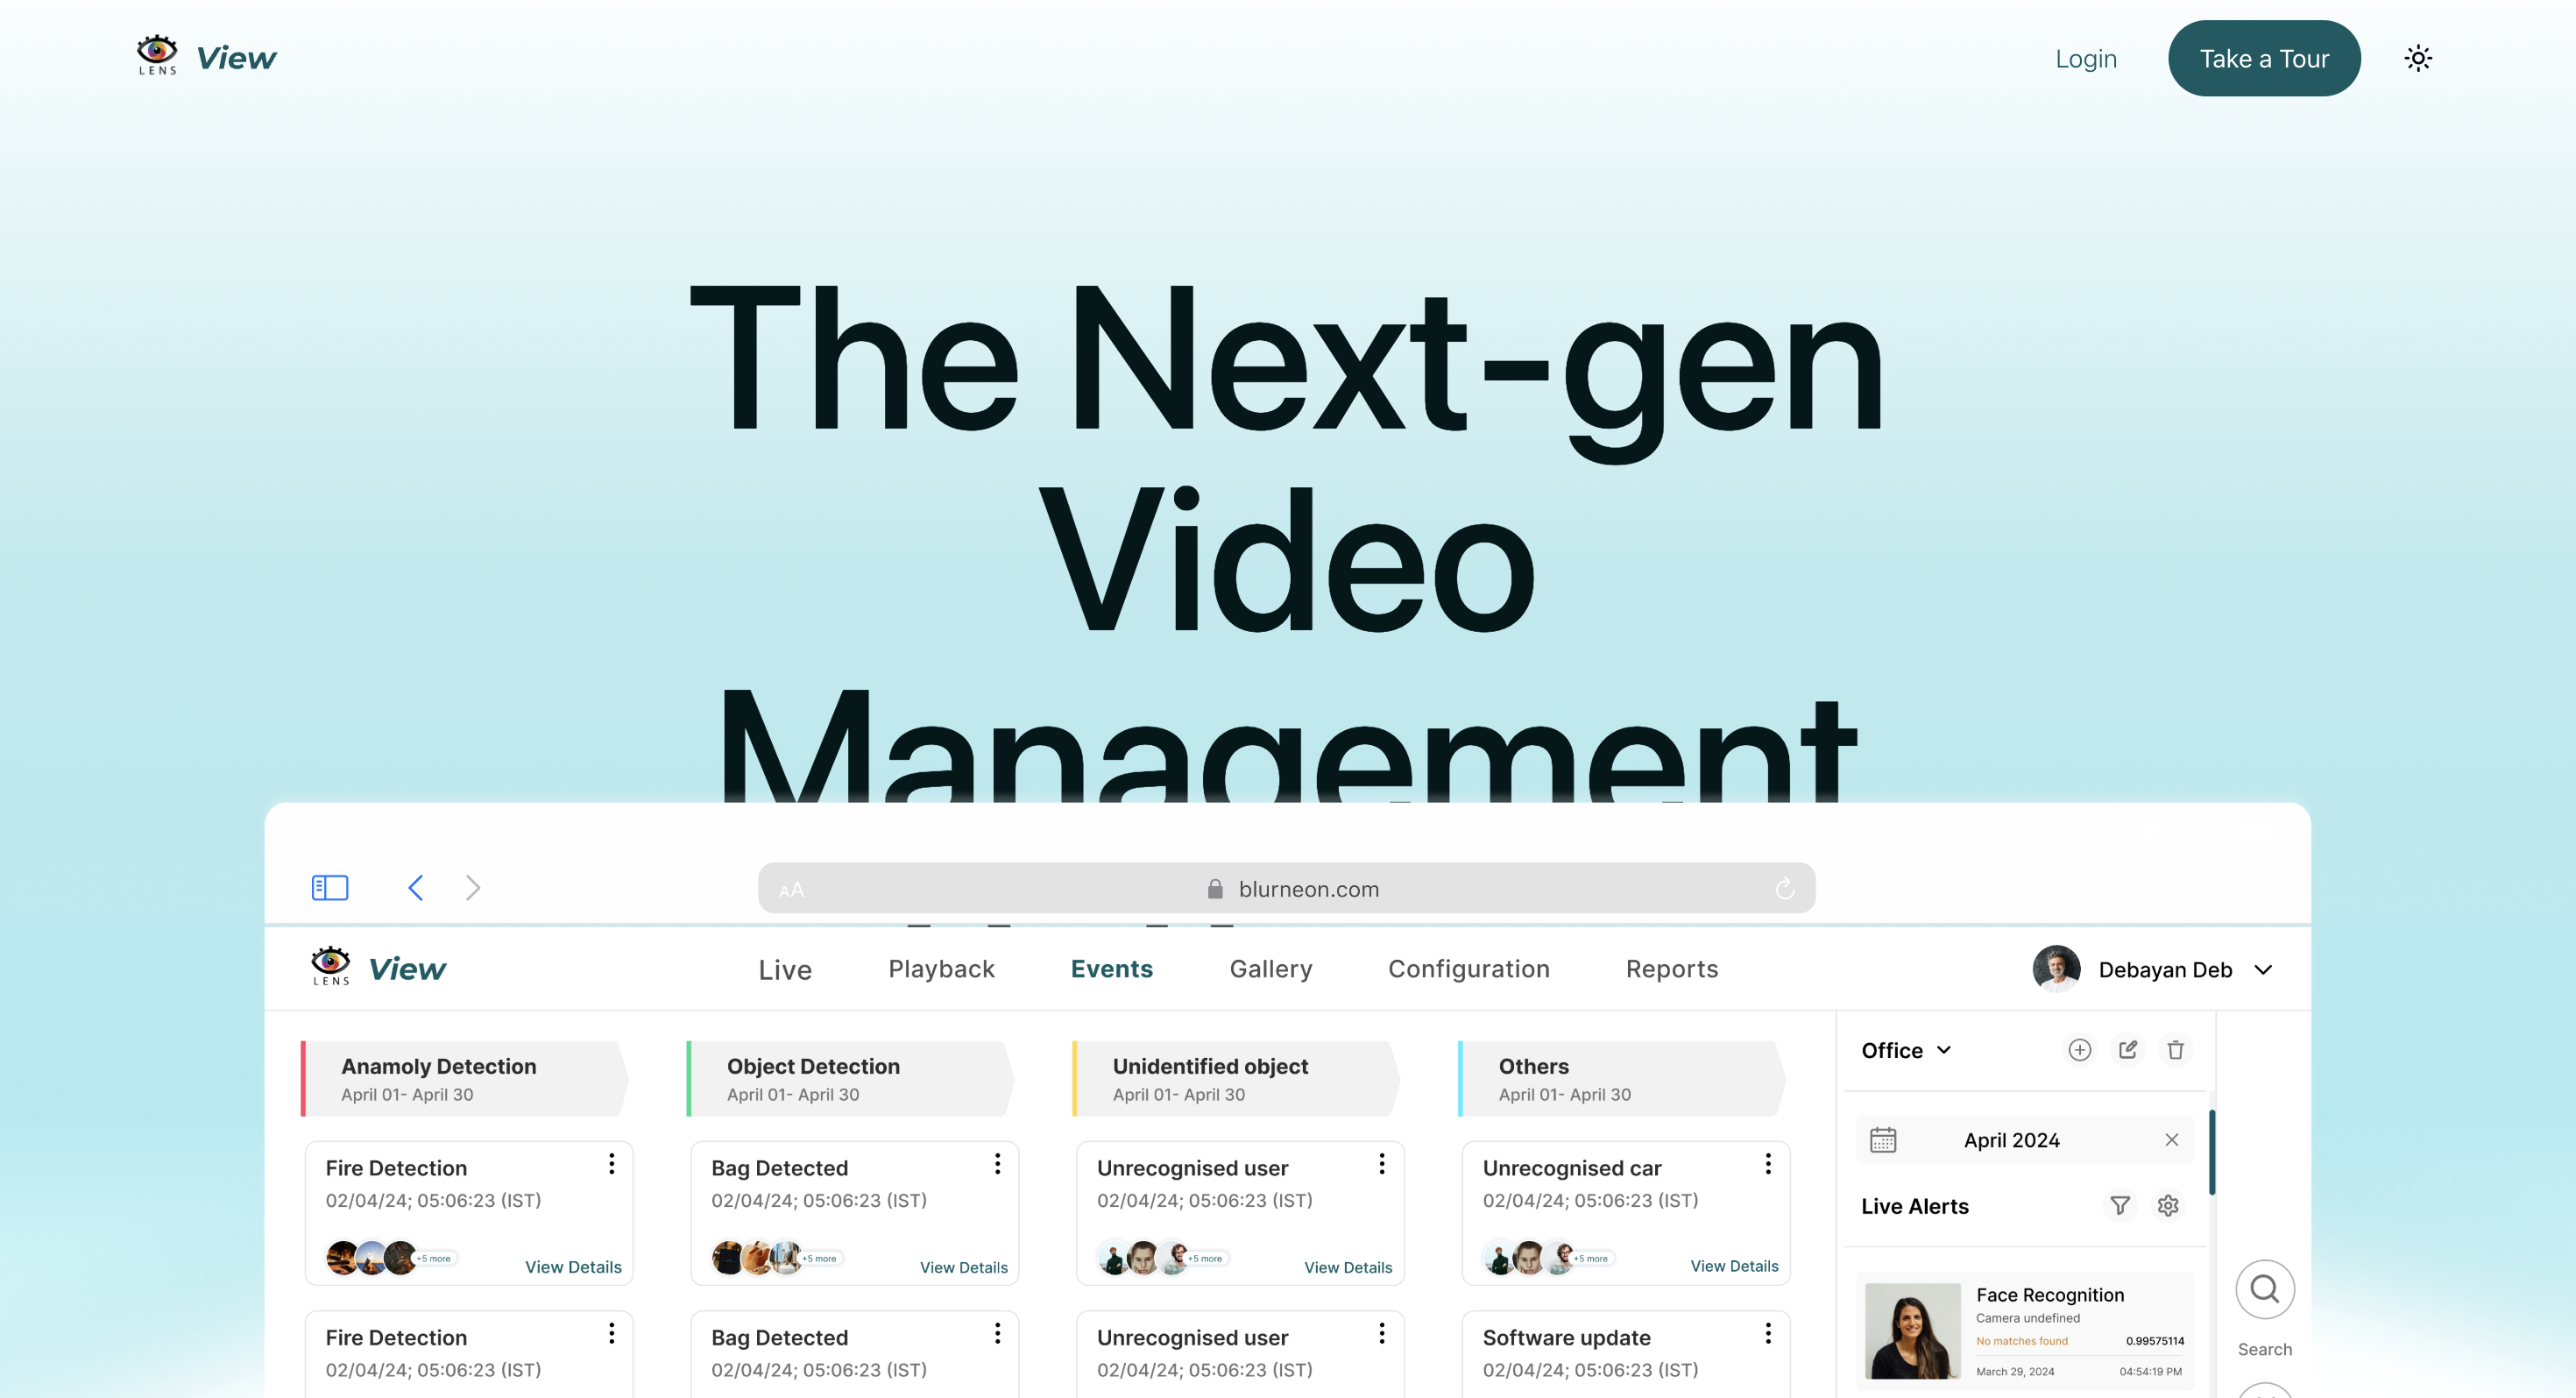 LENS View
Login
Take a Tour
The Next-gen
Video
Management
AA
blurneon.com
LENS View
Live
Playback
Events
Gallery
Configuration
Reports
Debayan Deb
Anamoly Detection
April 01- April 30
Object Detection
April 01- April 30
Unidentified object
April 01- April 30
Others
April 01- April 30
Fire Detection
02/04/24; 05:06:23 (IST)
+5 more
View Details
Bag Detected
02/04/24; 05:06:23 (IST)
+5 more
View Details
Unrecognised user
02/04/24; 05:06:23 (IST)
+5 more
View Details
Unrecognised car
02/04/24; 05:06:23 (IST)
+5 more
View Details
Fire Detection
02/04/24; 05:06:23 (IST)
Bag Detected
02/04/24; 05:06:23 (IST)
Unrecognised user
02/04/24; 05:06:23 (IST)
Software update
02/04/24; 05:06:23 (IST)
Office
April 2024
Live Alerts
Face Recognition
Camera undefined
No matches found 0.99575114
March 29, 2024 04:54:19 PM
Search